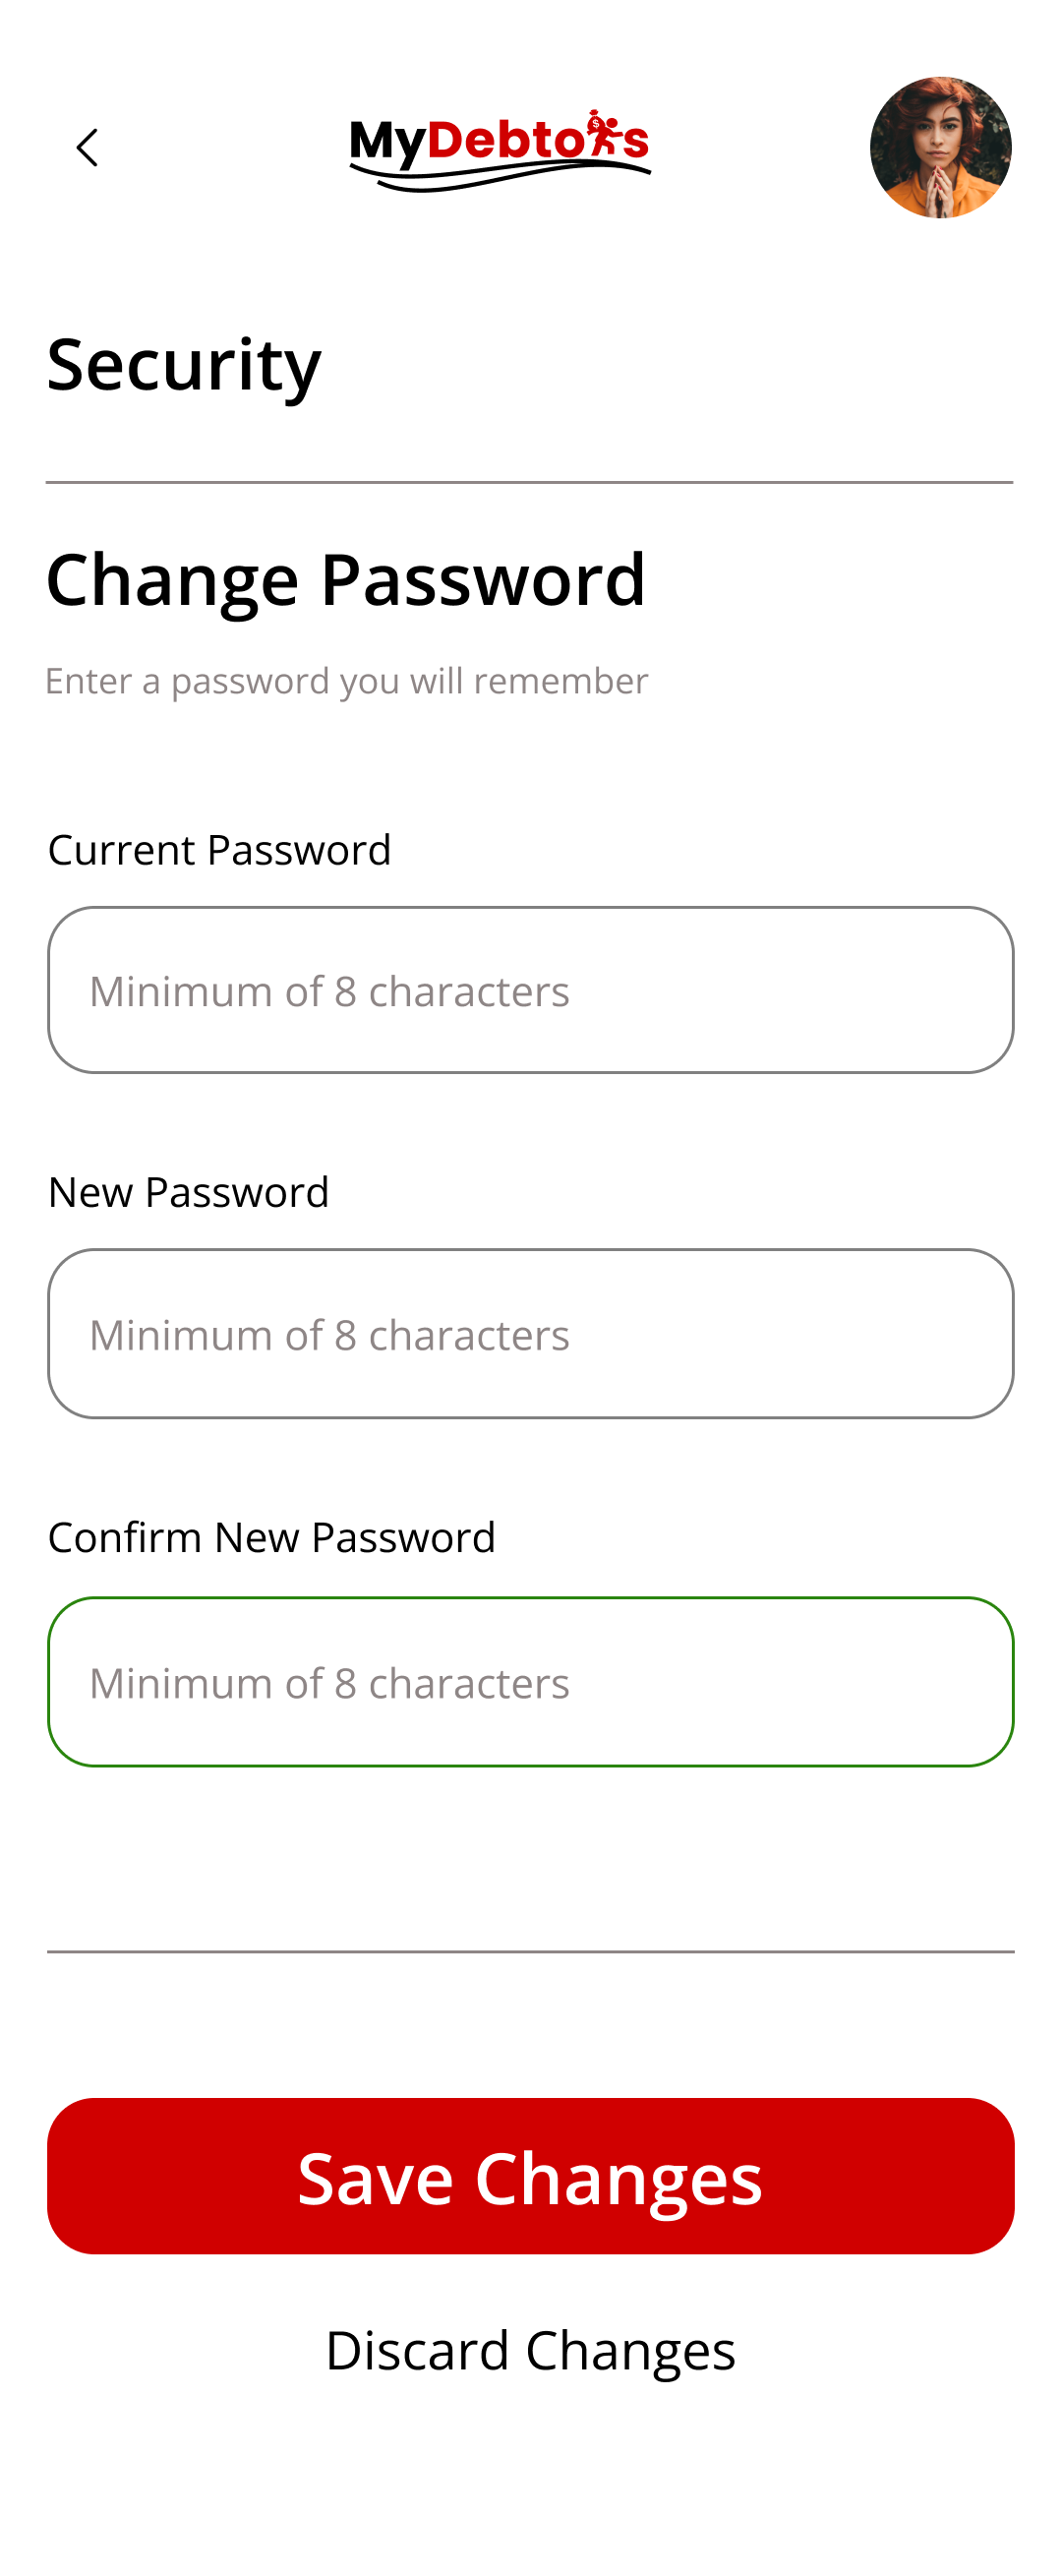 MyDebtors
Security
Change Password
Enter a password you will remember
Current Password
Minimum of 8 characters
New Password
Minimum of 8 characters
Confirm New Password
Minimum of 8 characters
Save Changes
Discard Changes